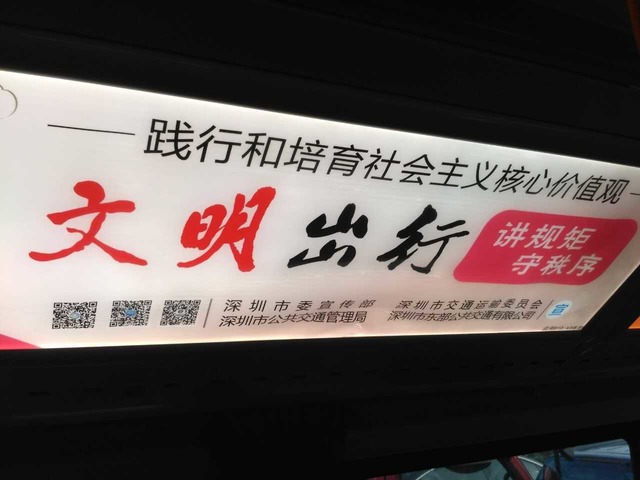 践行和培育社会主义核心价值观
文明出行
讲规矩
守秩序
深圳市委宣传部
深圳市公共交通管理局
深圳市交通运输委员会
深圳市东部公共交通有限公司
宣